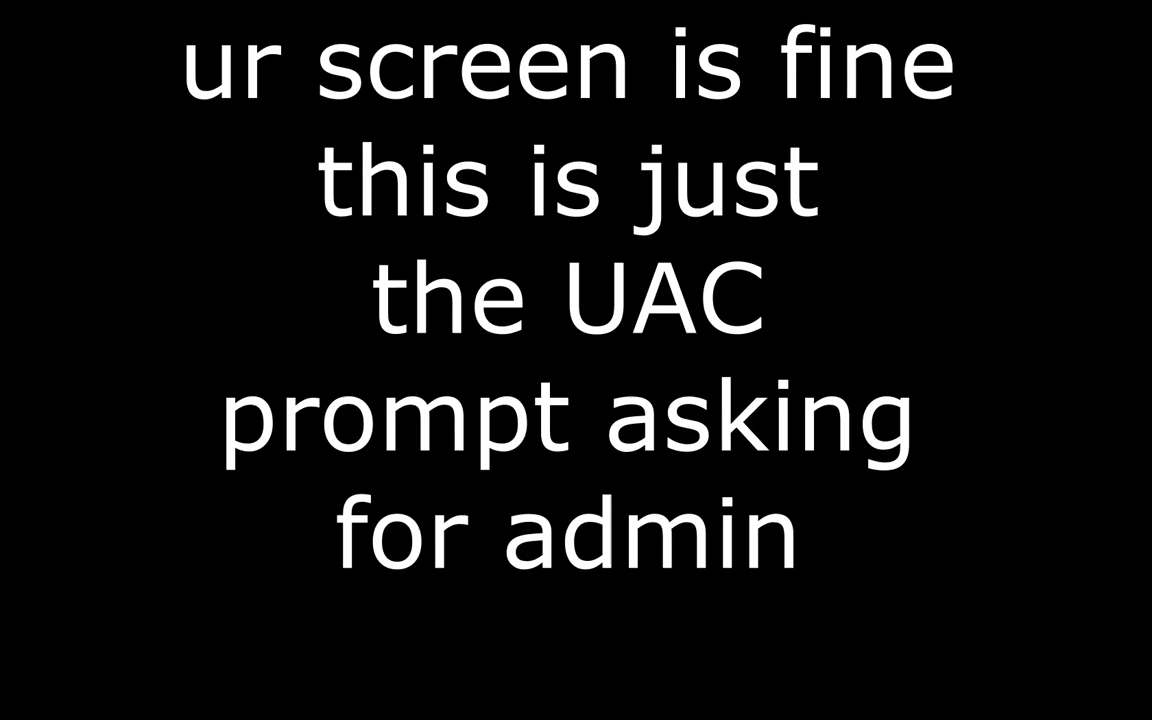 ur screen is fine
this is just
the UAC
prompt asking
for admin